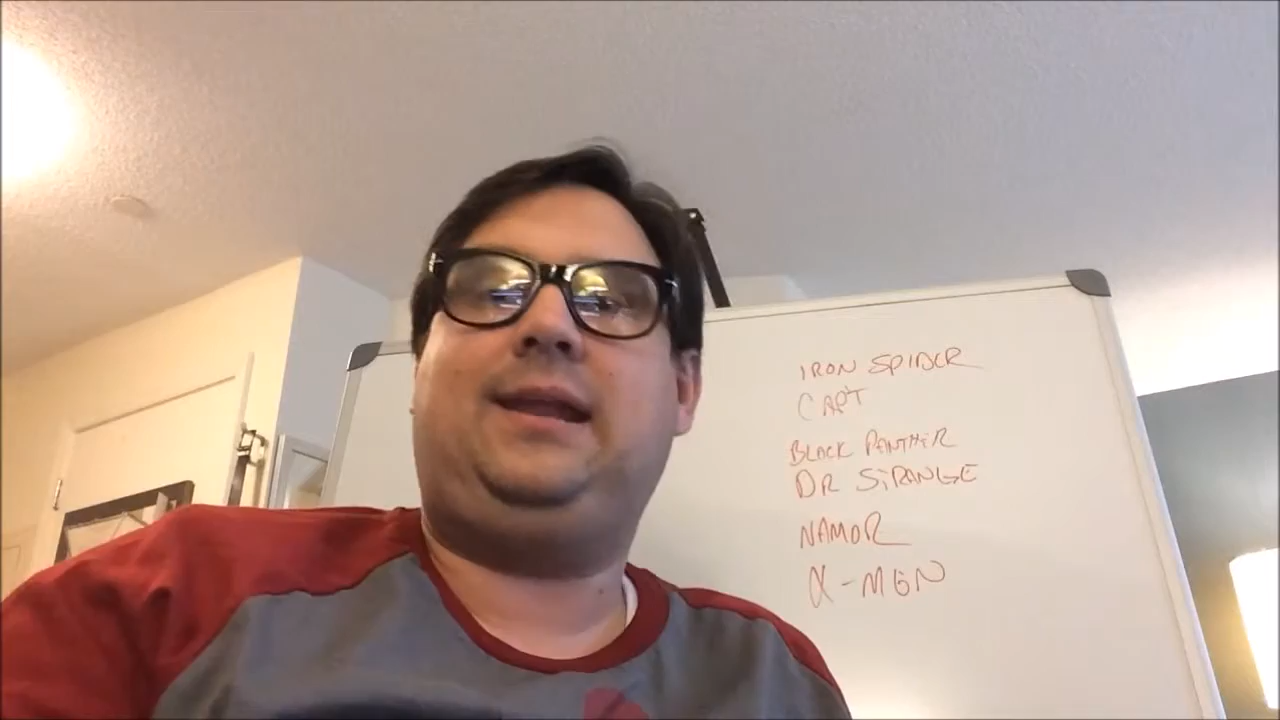 IRON SPIDER
CAPT
BLACK PANTHER
DR STRANGE
NAMOR
X-MEN